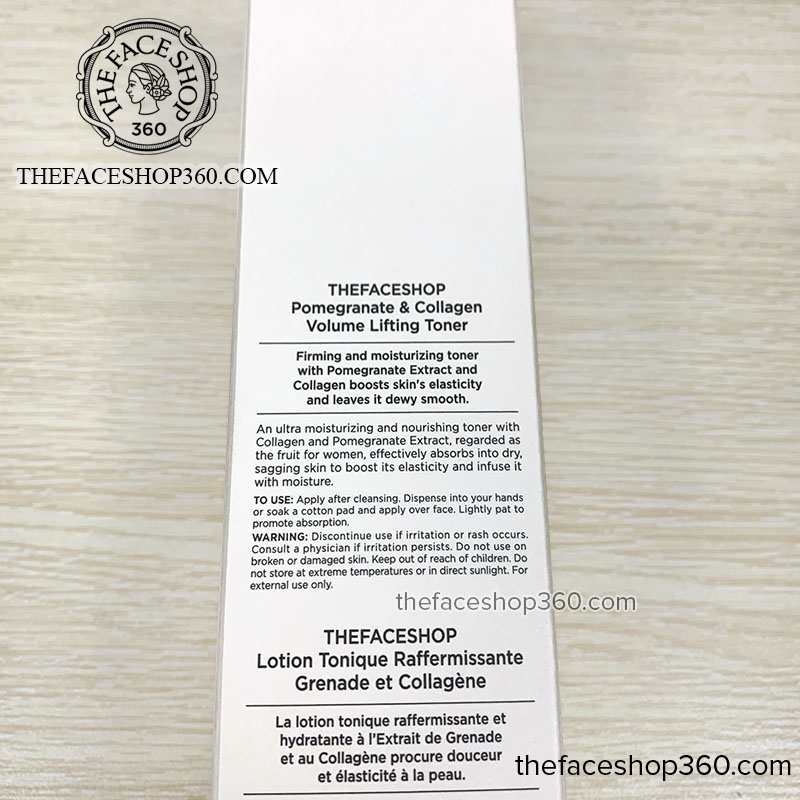 THE FACE SHOP
360
THEFACESHOP360.COM
THEFACESHOP
Pomegranate & Collagen
Volume Lifting Toner
Firming and moisturizing toner
with Pomegranate Extract and
Collagen boosts skin's elasticity
and leaves it dewy smooth.
An ultra moisturizing and nourishing toner with
Collagen and Pomegranate Extract, regarded as
the fruit for women, effectively absorbs into dry,
sagging skin to boost its elasticity and infuse it
with moisture.
TO USE: Apply after cleansing. Dispense into your hands
or soak a cotton pad and apply over face. Lightly pat to
promote absorption.
WARNING: Discontinue use if irritation or rash occurs.
Consult a physician if irritation persists. Do not use on
broken or damaged skin. Keep out of reach of children. Do
not store at extreme temperatures or in direct sunlight. For
external use only.
thefaceshop360.com
THEFACESHOP
Lotion Tonique Raffermissante
Grenade et Collagène
La lotion tonique raffermissante et
hydratante à l'Extrait de Grenade
et au Collagène procure douceur
et élasticité à la peau.
thefaceshop360.com